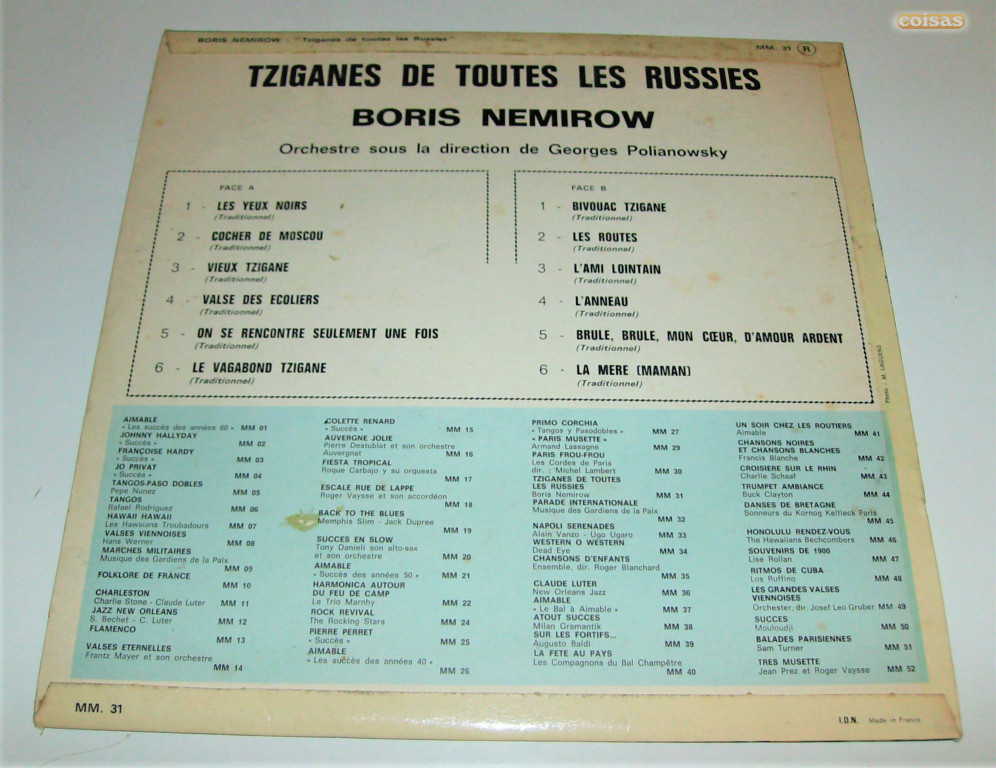 coisas
BORIS NEMIROW - "Tziganes de toutes les Russies"
MM. 31 R
TZIGANES DE TOUTES LES RUSSIES
BORIS NEMIROW
Orchestre sous la direction de Georges Polianowsky
FACE A
1 - LES YEUX NOIRS
(Traditionnel)
2 - COCHER DE MOSCOU
(Traditionnel)
3 - VIEUX TZIGANE
(Traditionnel)
4 - VALSE DES ECOLIERS
(Traditionnel)
5 - ON SE RENCONTRE SEULEMENT UNE FOIS
(Traditionnel)
6 - LE VAGABOND TZIGANE
(Traditionnel)
FACE B
1 - BIVOUAC TZIGANE
(Traditionnel)
2 - LES ROUTES
(Traditionnel)
3 - L'AMI LOINTAIN
(Traditionnel)
4 - L'ANNEAU
(Traditionnel)
5 - BRULE, BRULE, MON CŒUR, D'AMOUR ARDENT
(Traditionnel)
6 - LA MERE (MAMAN)
(Traditionnel)
Photo : M. LAGUENS
AIMABLE
« Les succès des années 60 » MM 01
JOHNNY HALLYDAY
« Succès » MM 02
FRANÇOISE HARDY
« Succès » MM 03
JO PRIVAT
« Succès » MM 04
TANGOS-PASO DOBLES
Pepe Nunez MM 05
TANGOS
Rafael Rodriguez MM 06
HAWAII HAWAII
Les Hawaiians Troubadours MM 07
VALSES VIENNOISES
Hans Werner MM 08
MARCHES MILITAIRES
Musique des Gardiens de la Paix
MM 09
FOLKLORE DE FRANCE
MM 10
CHARLESTON
Charlie Stone - Claude Luter MM 11
JAZZ NEW ORLEANS
S. Bechet - C. Luter MM 12
FLAMENCO
MM 13
VALSES ETERNELLES
Frantz Mayer et son orchestre
MM 14
COLETTE RENARD
« Succès » MM 15
AUVERGNE JOLIE
Pierre Destublat et son orchestre
Auvergnat MM 16
FIESTA TROPICAL
Roque Carbajo y su orquesta
MM 17
ESCALE RUE DE LAPPE
Roger Vaysse et son accordéon
MM 18
BACK TO THE BLUES
Memphis Slim - Jack Dupree
MM 19
SUCCES EN SLOW
Tony Danieli son alto-sax
et son orchestre MM 20
AIMABLE
« Succès des années 50 » MM 21
HARMONICA AUTOUR
DU FEU DE CAMP
Le Trio Marnhy MM 22
ROCK REVIVAL
The Rocking Stars MM 24
PIERRE PERRET
« Succès » MM 25
AIMABLE
« Les succès des années 40 »
MM 26
PRIMO CORCHIA
« Tangos y Pasodobles » MM 27
« PARIS MUSETTE »
Armand Lassagne MM 29
PARIS FROU-FROU
Les Cordes de Paris
dir. : Michel Lambert MM 30
TZIGANES DE TOUTES
LES RUSSIES
Boris Nemirow MM 31
PARADE INTERNATIONALE
Musique des Gardiens de la Paix
MM 32
NAPOLI SERENADES
Alain Vanzo - Ugo Ugaro MM 33
WESTERN O WESTERN
Dead Eye MM 34
CHANSONS D'ENFANTS
Ensemble, dir. Roger Blanchard
MM 35
CLAUDE LUTER
New Orleans Jazz MM 36
AIMABLE
« Le Bal à Aimable » MM 37
ATOUT SUCCES
Milan Gramantik MM 38
SUR LES FORTIFS...
Augusto Baldi MM 39
LA FETE AU PAYS
Les Compagnons du Bal Champêtre
MM 40
UN SOIR CHEZ LES ROUTIERS
Aimable MM 41
CHANSONS NOIRES
ET CHANSONS BLANCHES
Francis Blanche MM 42
CROISIERE SUR LE RHIN
Charlie Schaaf MM 43
TRUMPET AMBIANCE
Buck Clayton MM 44
DANSES DE BRETAGNE
Sonneurs du Kornog Kaltieck Paris
MM 45
HONOLULU RENDEZ-VOUS
The Hawaiians Bechcombers MM 46
SOUVENIRS DE 1900
Lise Rollan MM 47
RITMOS DE CUBA
Los Ruffino MM 48
LES GRANDES VALSES
VIENNOISES
Orchester, dir. Josef Leo Gruber MM 49
SUCCES
Mouloudji MM 50
BALADES PARISIENNES
Sam Turner MM 51
TRES MUSETTE
Jean Prez et Roger Vaysse MM 52
MM. 31
I.D.N. Made in France